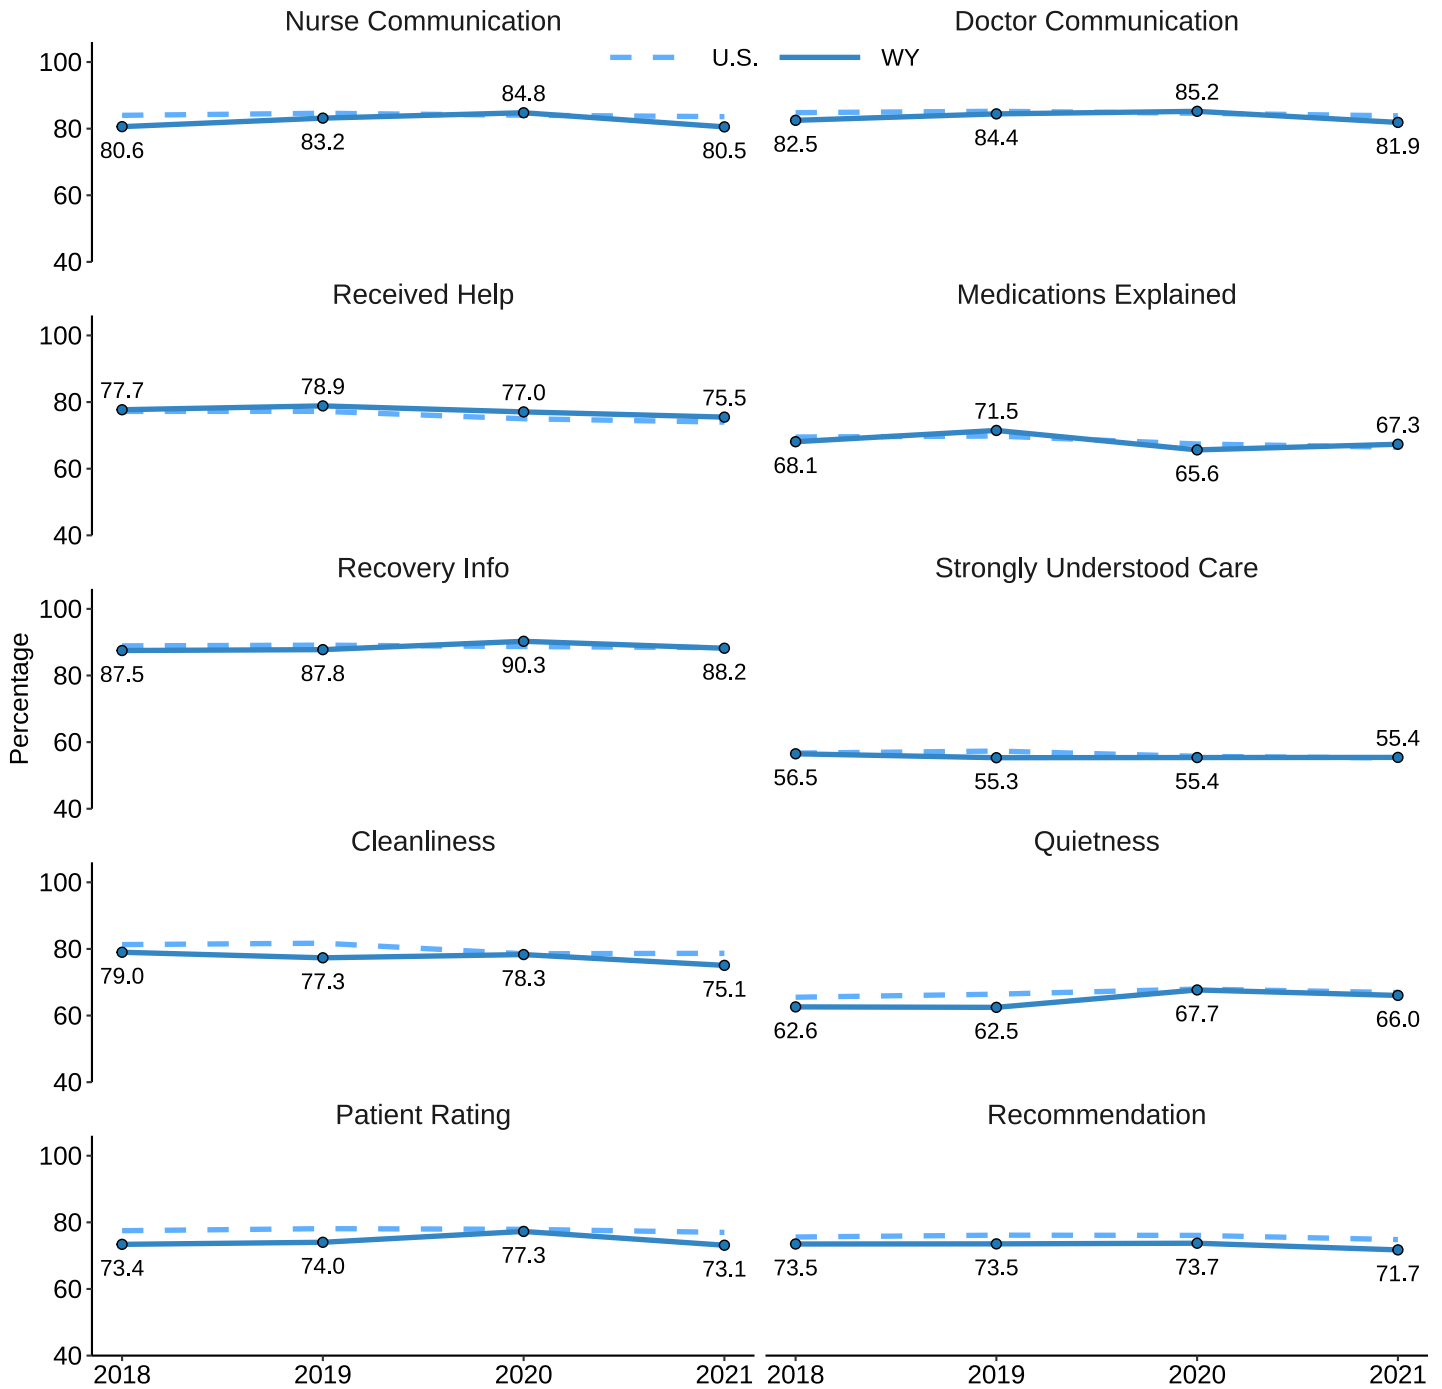 Nurse Communication
Doctor Communication
U.S. WY
100
80
60
40
80.6 83.2 84.8 80.5
82.5 84.4 85.2 81.9
Received Help
Medications Explained
100
80
60
40
77.7 78.9 77.0 75.5
68.1 71.5 65.6 67.3
Recovery Info
Strongly Understood Care
Percentage
100
80
60
40
87.5 87.8 90.3 88.2
56.5 55.3 55.4 55.4
Cleanliness
Quietness
100
80
60
40
79.0 77.3 78.3 75.1
62.6 62.5 67.7 66.0
Patient Rating
Recommendation
100
80
60
40
73.4 74.0 77.3 73.1
73.5 73.5 73.7 71.7
2018 2019 2020 2021 2018 2019 2020 2021